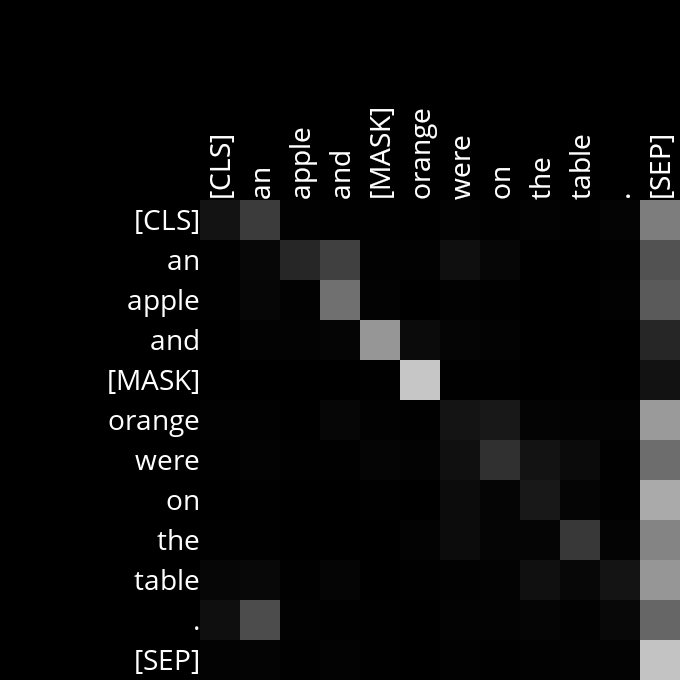 [CLS] an apple and [MASK] orange were on the table . [SEP]
[CLS]
an
apple
and
[MASK]
orange
were
on
the
table
.
[SEP]